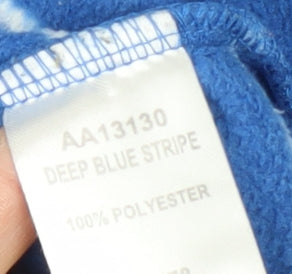 AA13130
DEEP BLUE STRIPE
100% POLYESTER